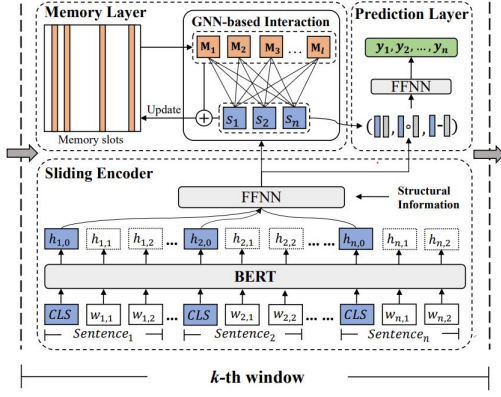 Memory Layer
GNN-based Interaction
Prediction Layer
M1 M2 M3 ... Ml
y1, y2, ..., yn
FFNN
Update
+
S1 S2 Sn
( , ∘ , - )
Memory slots
Sliding Encoder
FFNN
Structural
Information
h1,0 h1,1 h1,2 ... h2,0 h2,1 h2,2 ... ... hn,0 hn,1 hn,2
BERT
CLS w1,1 w1,2 ... CLS w2,1 w2,2 ... CLS wn,1 wn,2
Sentence1 Sentence2 Sentencen
k-th window